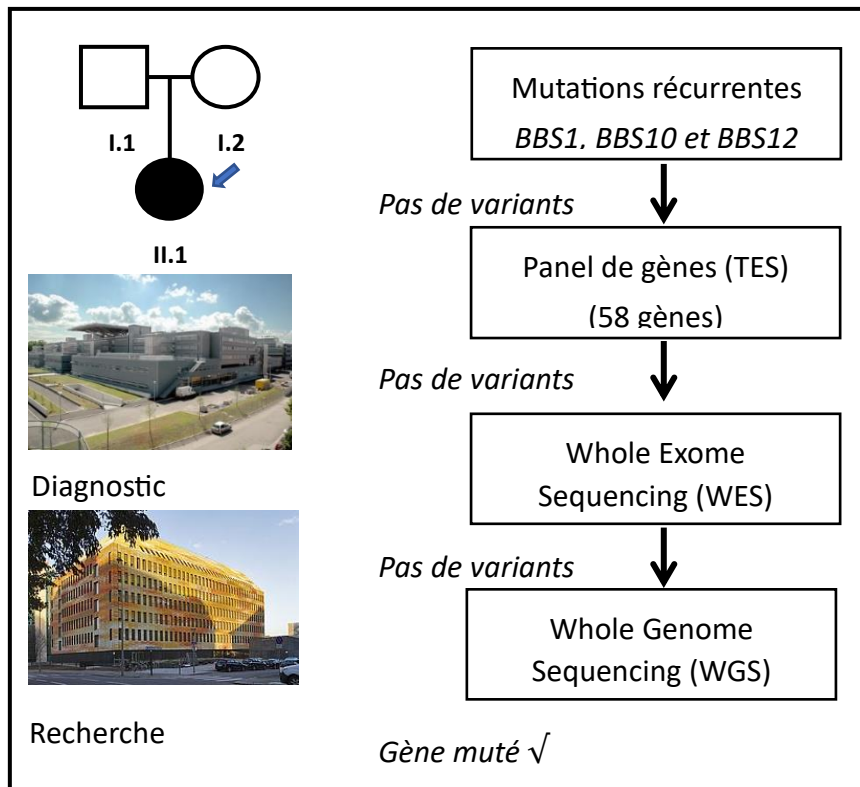 I.1
I.2
II.1
Diagnostic
Recherche
Mutations récurrentes
BBS1, BBS10 et BBS12
Pas de variants
Panel de gènes (TES)
(58 gènes)
Pas de variants
Whole Exome
Sequencing (WES)
Pas de variants
Whole Genome
Sequencing (WGS)
Gène muté √